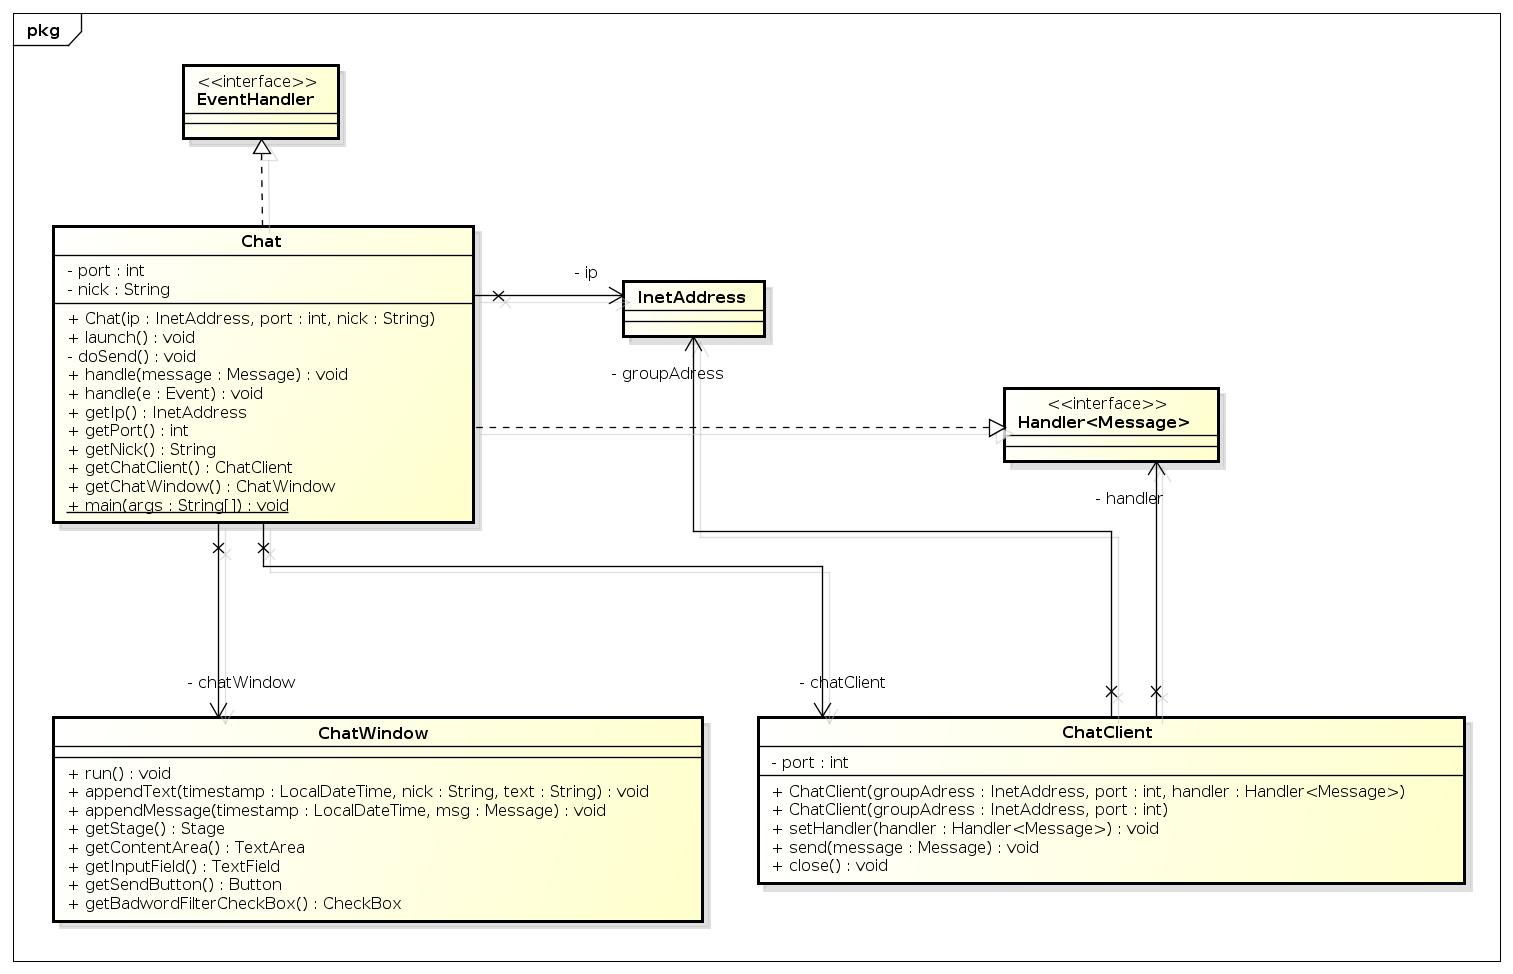 pkg
<<interface>>
EventHandler
Chat
- port : int
- nick : String
+ Chat(ip : InetAddress, port : int, nick : String)
+ launch() : void
- doSend() : void
+ handle(message : Message) : void
+ handle(e : Event) : void
+ getIp() : InetAddress
+ getPort() : int
+ getNick() : String
+ getChatClient() : ChatClient
+ getChatWindow() : ChatWindow
+ main(args : String[]) : void
- ip
InetAddress
- groupAdress
<<interface>>
Handler<Message>
- handler
- chatWindow
- chatClient
ChatWindow
+ run() : void
+ appendText(timestamp : LocalDateTime, nick : String, text : String) : void
+ appendMessage(timestamp : LocalDateTime, msg : Message) : void
+ getStage() : Stage
+ getContentArea() : TextArea
+ getInputField() : TextField
+ getSendButton() : Button
+ getBadwordFilterCheckBox() : CheckBox
ChatClient
- port : int
+ ChatClient(groupAdress : InetAddress, port : int, handler : Handler<Message>)
+ ChatClient(groupAdress : InetAddress, port : int)
+ setHandler(handler : Handler<Message>) : void
+ send(message : Message) : void
+ close() : void